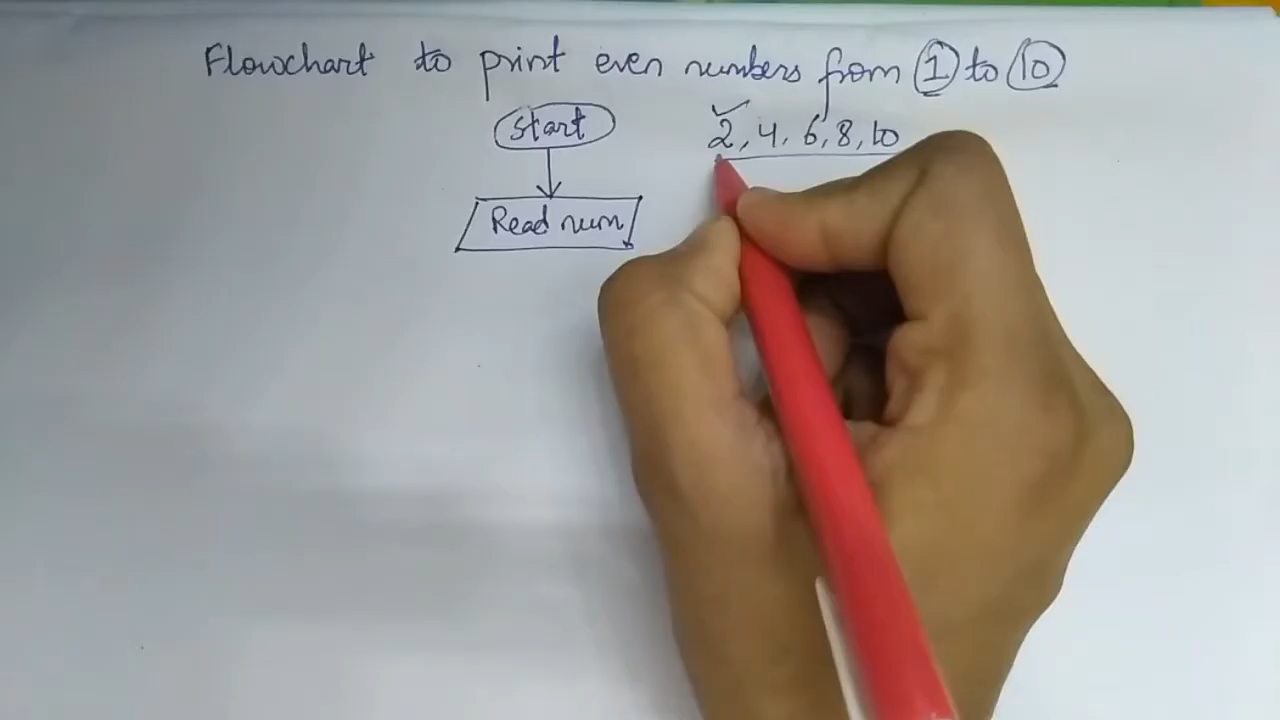 Flowchart to print even numbers from 1 to 10
Start
2, 4, 6, 8, 10
Read num